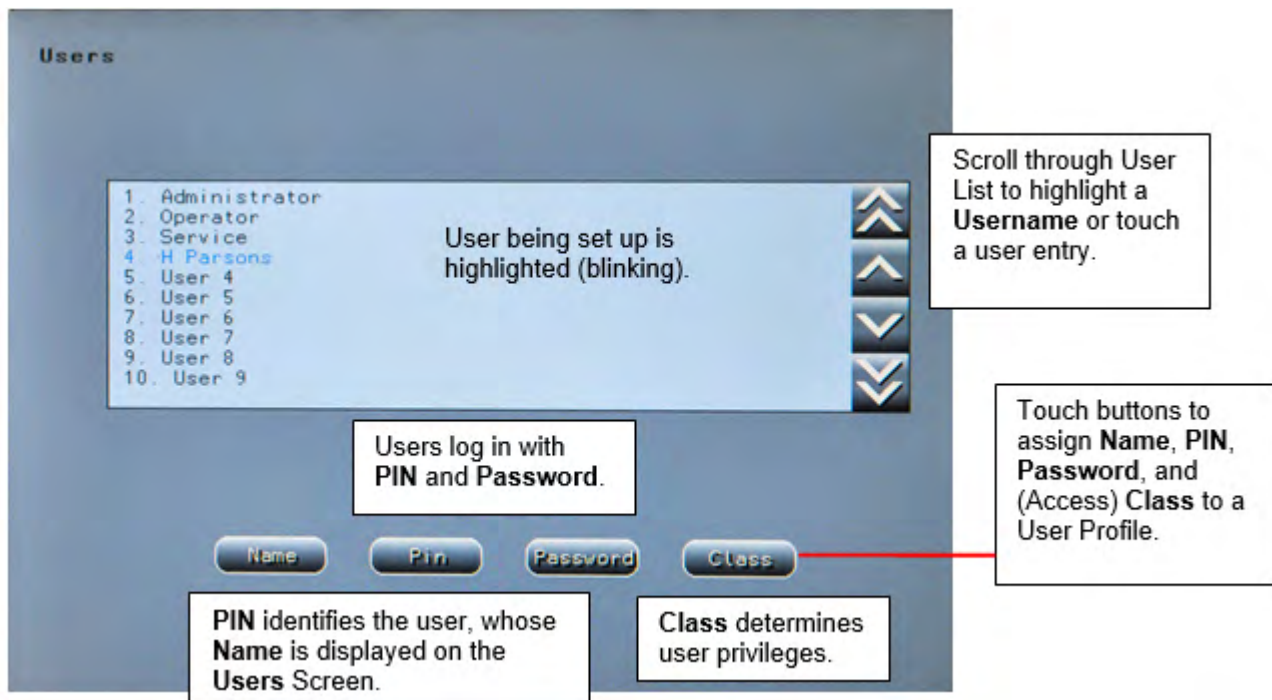 Users
1. Administrator
2. Operator
3. Service
4. H Parsons
5. User 4
6. User 5
7. User 6
8. User 7
9. User 8
10. User 9
User being set up is
highlighted (blinking).
Scroll through User
List to highlight a
Username or touch
a user entry.
Users log in with
PIN and Password.
Touch buttons to
assign Name, PIN,
Password, and
(Access) Class to a
User Profile.
Name Pin Password Class
PIN identifies the user, whose
Name is displayed on the
Users Screen.
Class determines
user privileges.